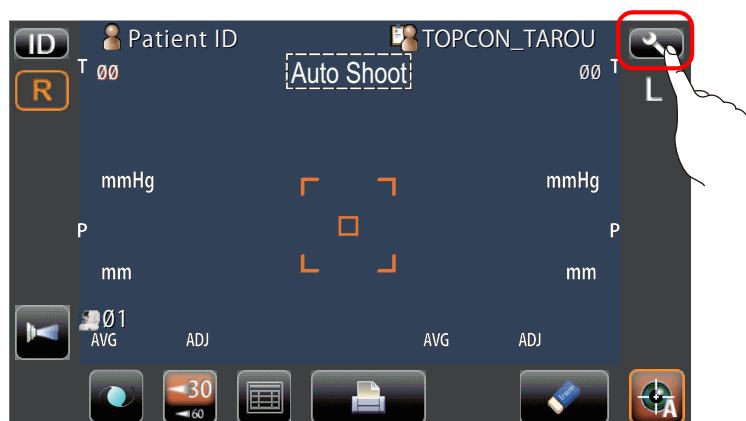 ID Patient ID TOPCON_TAROU
R T 00 Auto Shoot 00 T L
mmHg mmHg
P P
mm mm
01
AVG ADJ AVG ADJ
30
60
A